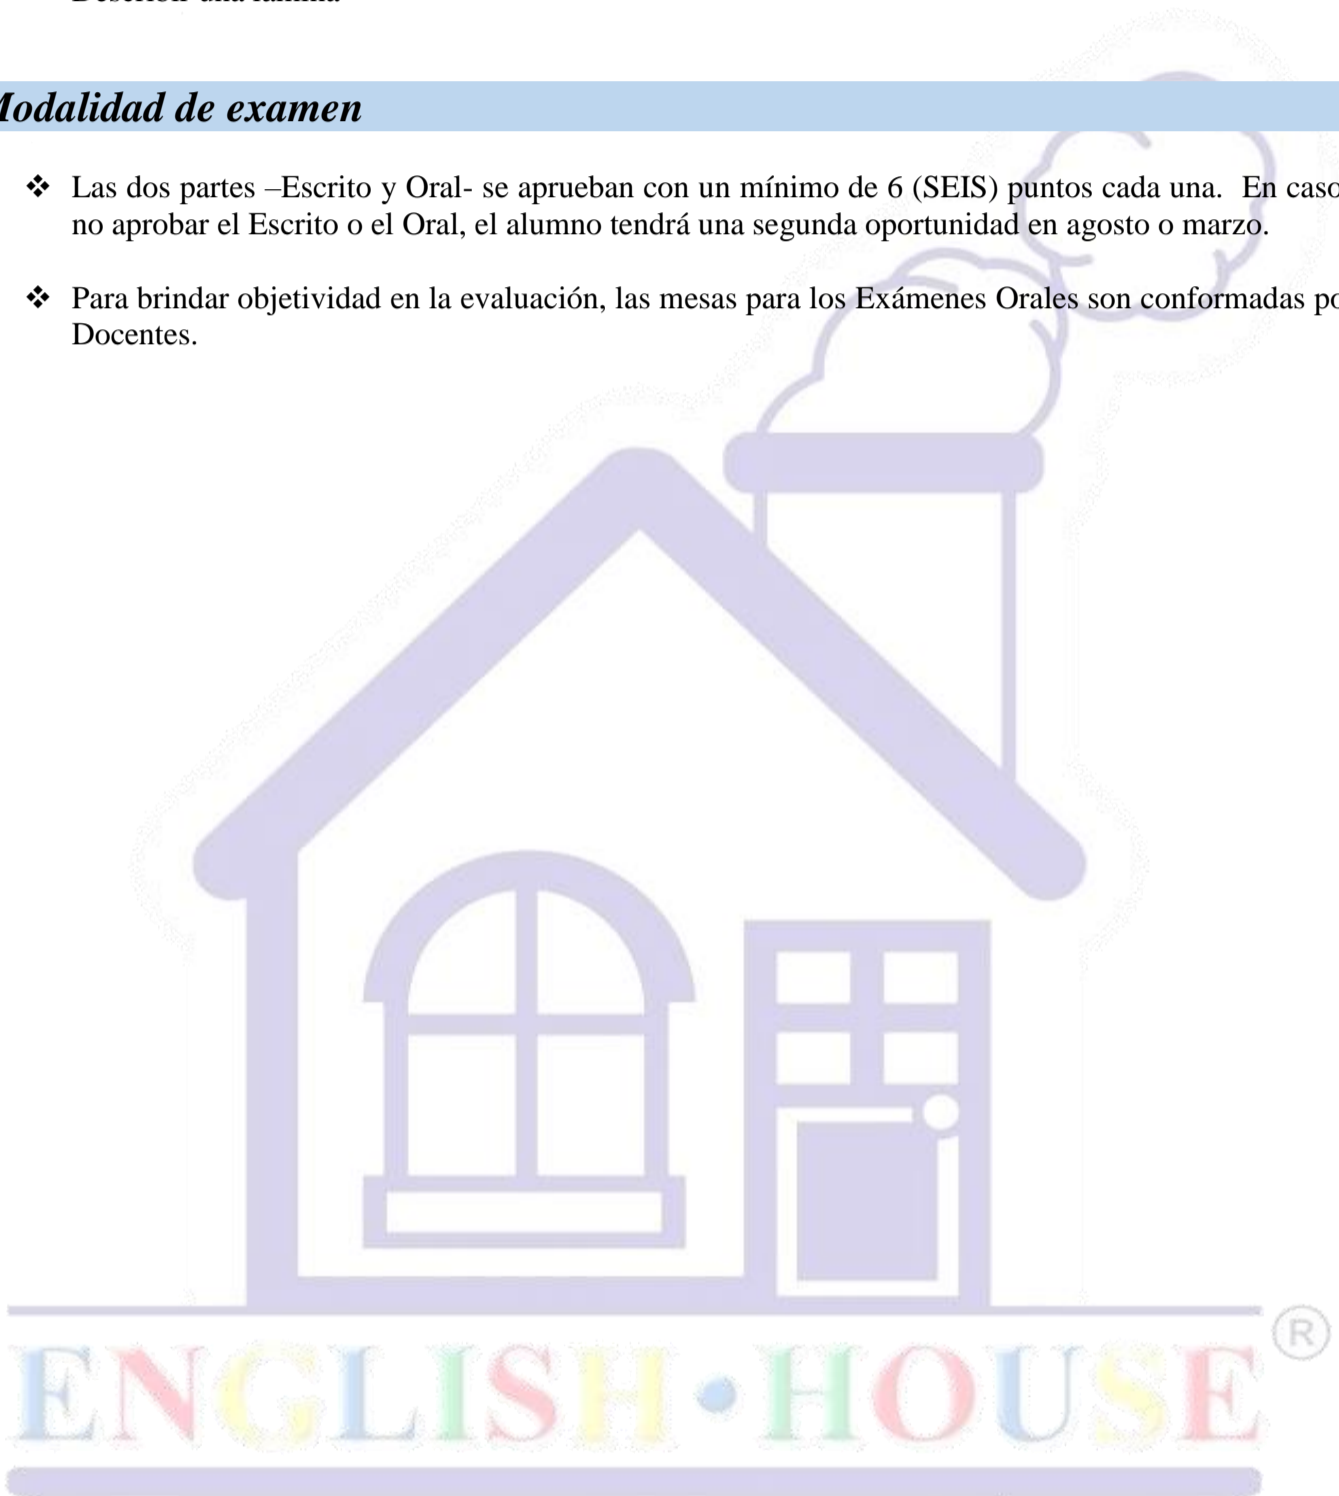 Modalidad de examen
❖ Las dos partes –Escrito y Oral- se aprueban con un mínimo de 6 (SEIS) puntos cada una. En caso
no aprobar el Escrito o el Oral, el alumno tendrá una segunda oportunidad en agosto o marzo.
❖ Para brindar objetividad en la evaluación, las mesas para los Exámenes Orales son conformadas po
Docentes.
ENGLISH•HOUSE®